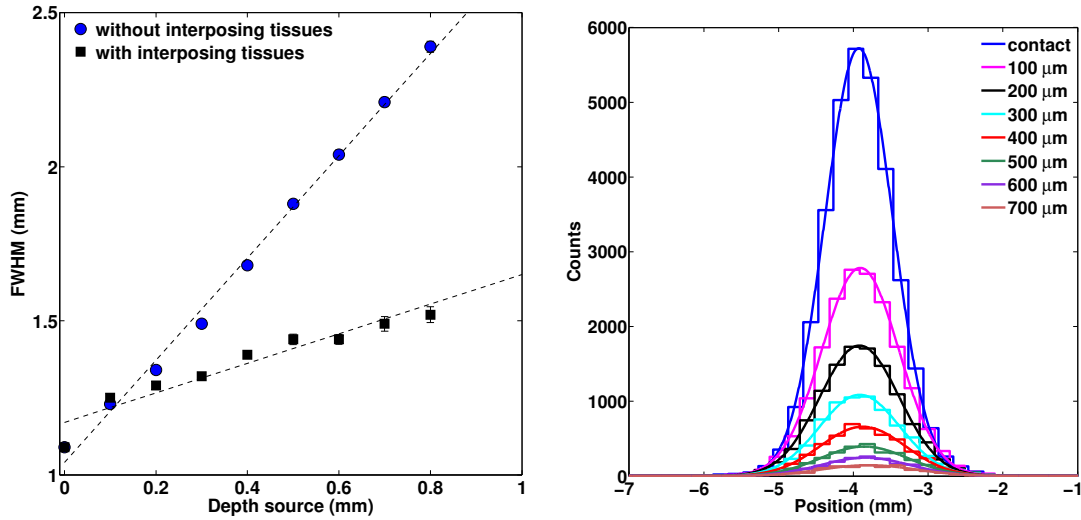 2.5
2
1.5
1
0
0.2
0.4
0.6
0.8
1
FWHM (mm)
Depth source (mm)
without interposing tissues
with interposing tissues
6000
5000
4000
3000
2000
1000
0
−7
−6
−5
−4
−3
−2
−1
Counts
Position (mm)
contact
100 μm
200 μm
300 μm
400 μm
500 μm
600 μm
700 μm